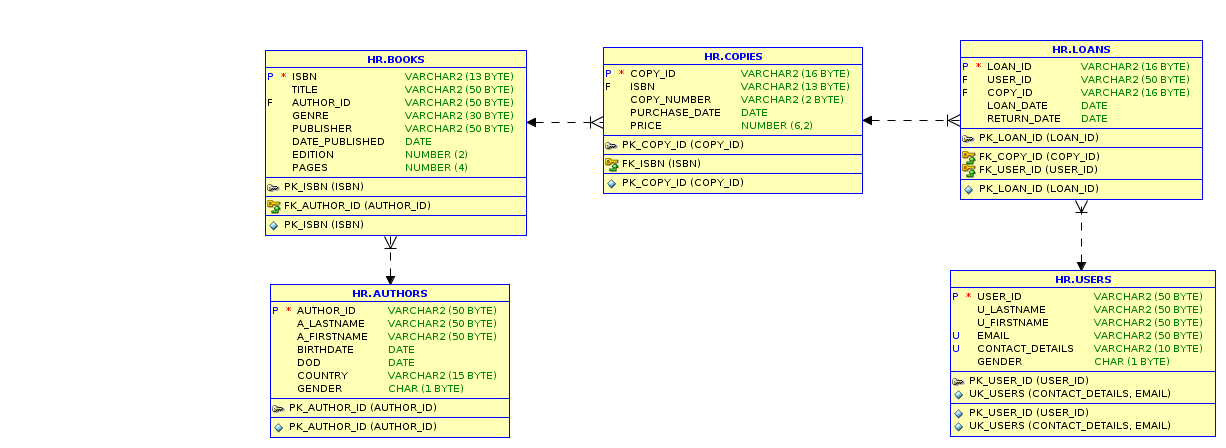 HR.BOOKS
P * ISBN VARCHAR2 (13 BYTE)
TITLE VARCHAR2 (50 BYTE)
F AUTHOR_ID VARCHAR2 (50 BYTE)
GENRE VARCHAR2 (30 BYTE)
PUBLISHER VARCHAR2 (50 BYTE)
DATE_PUBLISHED DATE
EDITION NUMBER (2)
PAGES NUMBER (4)
PK_ISBN (ISBN)
FK_AUTHOR_ID (AUTHOR_ID)
PK_ISBN (ISBN)
HR.COPIES
P * COPY_ID VARCHAR2 (16 BYTE)
F ISBN VARCHAR2 (13 BYTE)
COPY_NUMBER VARCHAR2 (2 BYTE)
PURCHASE_DATE DATE
PRICE NUMBER (6,2)
PK_COPY_ID (COPY_ID)
FK_ISBN (ISBN)
PK_COPY_ID (COPY_ID)
HR.LOANS
P * LOAN_ID VARCHAR2 (16 BYTE)
F USER_ID VARCHAR2 (50 BYTE)
F COPY_ID VARCHAR2 (16 BYTE)
LOAN_DATE DATE
RETURN_DATE DATE
PK_LOAN_ID (LOAN_ID)
FK_COPY_ID (COPY_ID)
FK_USER_ID (USER_ID)
PK_LOAN_ID (LOAN_ID)
HR.AUTHORS
P * AUTHOR_ID VARCHAR2 (50 BYTE)
A_LASTNAME VARCHAR2 (50 BYTE)
A_FIRSTNAME VARCHAR2 (50 BYTE)
BIRTHDATE DATE
DOD DATE
COUNTRY VARCHAR2 (15 BYTE)
GENDER CHAR (1 BYTE)
PK_AUTHOR_ID (AUTHOR_ID)
PK_AUTHOR_ID (AUTHOR_ID)
HR.USERS
P * USER_ID VARCHAR2 (50 BYTE)
U_LASTNAME VARCHAR2 (50 BYTE)
U_FIRSTNAME VARCHAR2 (50 BYTE)
U EMAIL VARCHAR2 (50 BYTE)
U CONTACT_DETAILS VARCHAR2 (10 BYTE)
GENDER CHAR (1 BYTE)
PK_USER_ID (USER_ID)
UK_USERS (CONTACT_DETAILS, EMAIL)
PK_USER_ID (USER_ID)
UK_USERS (CONTACT_DETAILS, EMAIL)